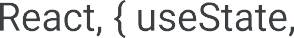 React, { useState,